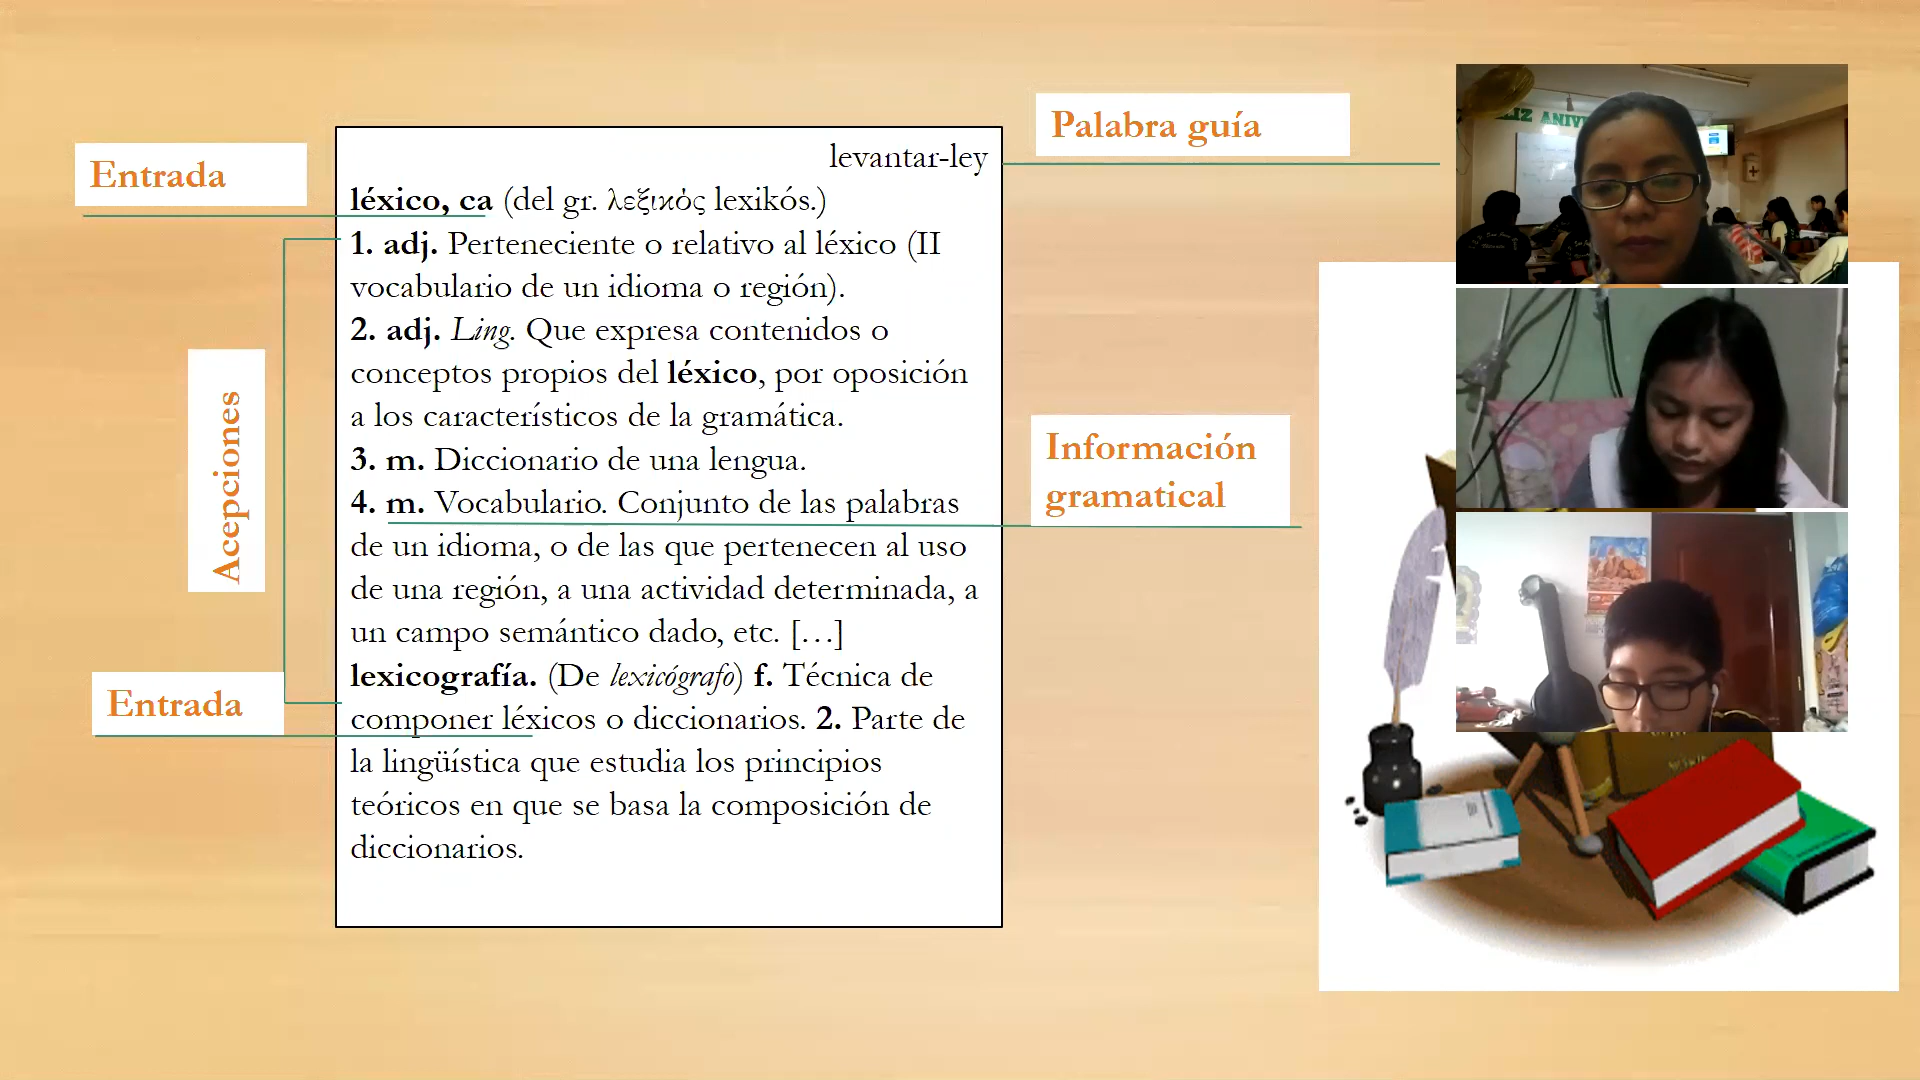 Palabra guía
Entrada
levantar-ley
léxico, ca (del gr. λεξικὀς lexikós.)
1. adj. Perteneciente o relativo al léxico (II
vocabulario de un idioma o región).
2. adj. Ling. Que expresa contenidos o
conceptos propios del léxico, por oposición
a los característicos de la gramática.
3. m. Diccionario de una lengua.
4. m. Vocabulario. Conjunto de las palabras
de un idioma, o de las que pertenecen al uso
de una región, a una actividad determinada, a
un campo semántico dado, etc. […]
lexicografía. (De lexicógrafo) f. Técnica de
componer léxicos o diccionarios. 2. Parte de
la lingüística que estudia los principios
teóricos en que se basa la composición de
diccionarios.
Acepciones
Información
gramatical
Entrada